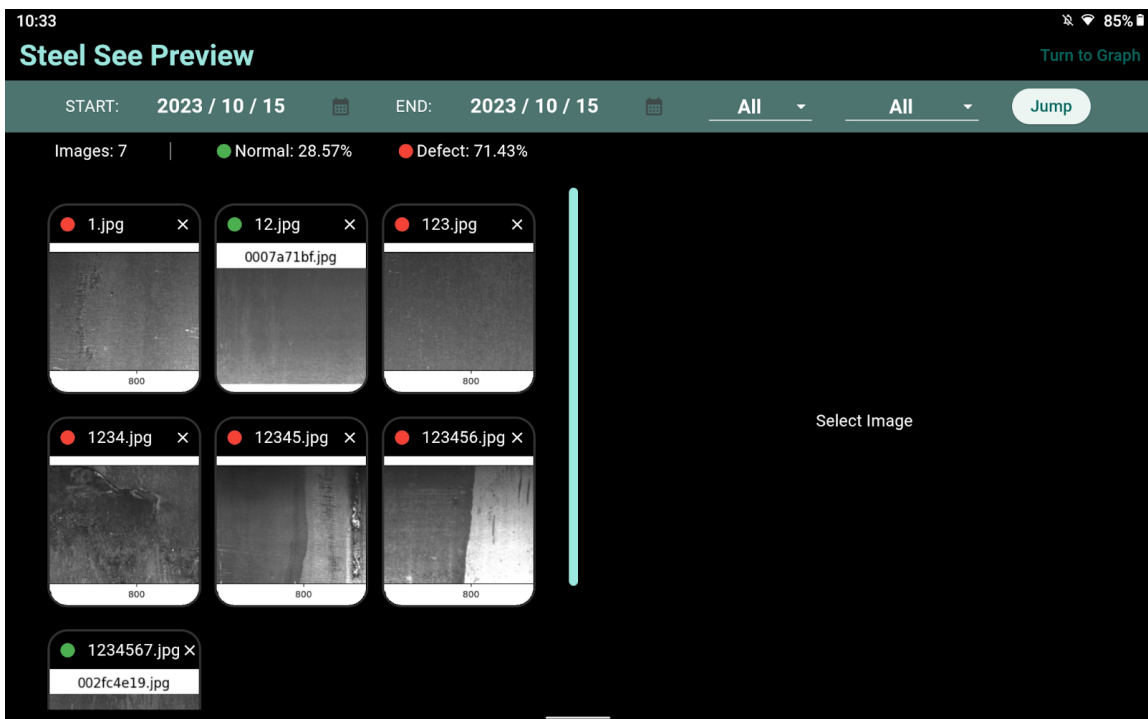 10:33
85%
Steel See Preview
Turn to Graph
START: 2023 / 10 / 15 END: 2023 / 10 / 15 All All Jump
Images: 7 | Normal: 28.57% Defect: 71.43%
1.jpg
12.jpg
123.jpg
0007a71bf.jpg
800
800
1234.jpg
12345.jpg
123456.jpg
Select Image
800
800
800
1234567.jpg
002fc4e19.jpg